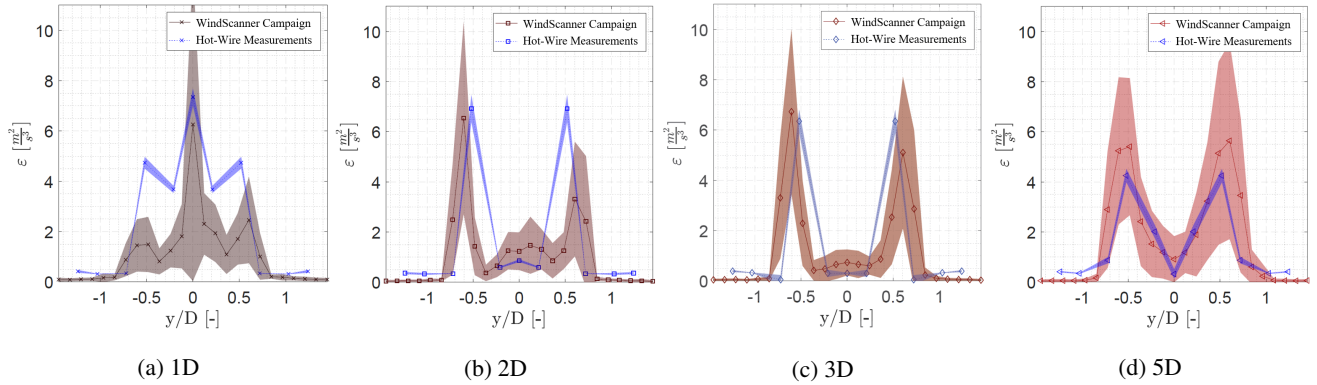 WindScanner Campaign
Hot-Wire Measurements
10
8
6
4
2
0
ε [m²/s³]
-1 -0.5 0 0.5 1
y/D [-]
(a) 1D
WindScanner Campaign
Hot-Wire Measurements
10
8
6
4
2
0
ε [m²/s³]
-1 -0.5 0 0.5 1
y/D [-]
(b) 2D
WindScanner Campaign
Hot-Wire Measurements
10
8
6
4
2
0
ε [m²/s³]
-1 -0.5 0 0.5 1
y/D [-]
(c) 3D
WindScanner Campaign
Hot-Wire Measurements
10
8
6
4
2
0
ε [m²/s³]
-1 -0.5 0 0.5 1
y/D [-]
(d) 5D